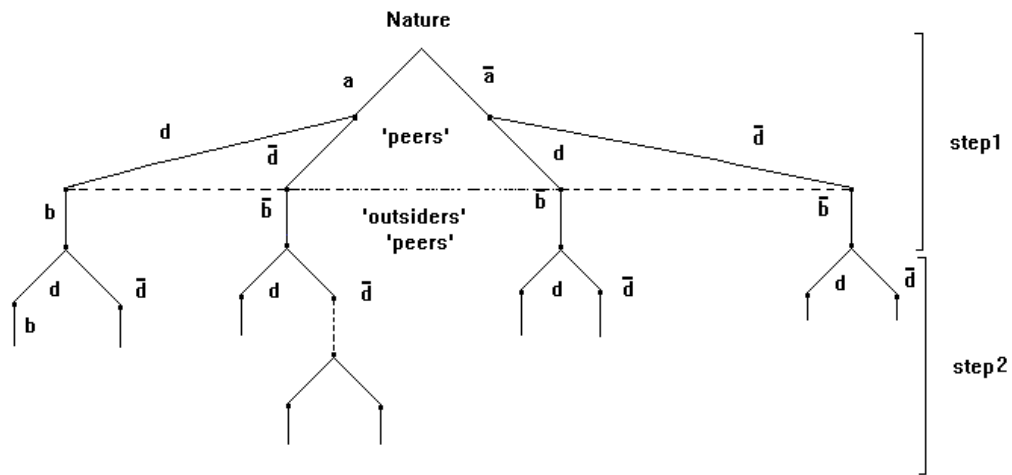 Nature
a ā
d d̄ 'peers' d d̄ step1
b b̄ b̄ b̄
'outsiders'
'peers'
d d̄ d d̄ d d̄ d d̄
b
step2